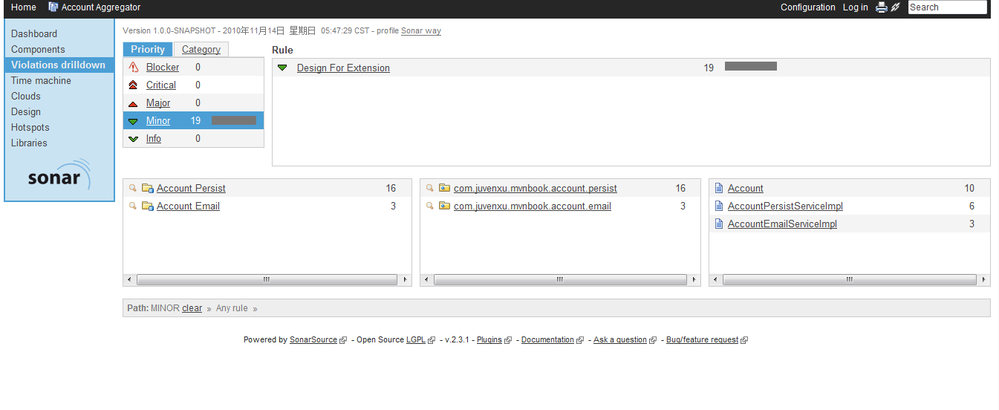 Home Account Aggregator Configuration Log in Search
Dashboard
Components
Violations drilldown
Time machine
Clouds
Design
Hotspots
Libraries
sonar
Version 1.0.0-SNAPSHOT - 2010年11月14日 星期日 05:47:29 CST - profile Sonar way
Priority Category
Blocker 0
Critical 0
Major 0
Minor 19
Info 0
Rule
Design For Extension 19
Account Persist 16
Account Email 3
com.juvenxu.mvnbook.account.persist 16
com.juvenxu.mvnbook.account.email 3
Account 10
AccountPersistServiceImpl 6
AccountEmailServiceImpl 3
Path: MINOR clear » Any rule »
Powered by SonarSource - Open Source LGPL - v.2.3.1 - Plugins - Documentation - Ask a question - Bug/feature request